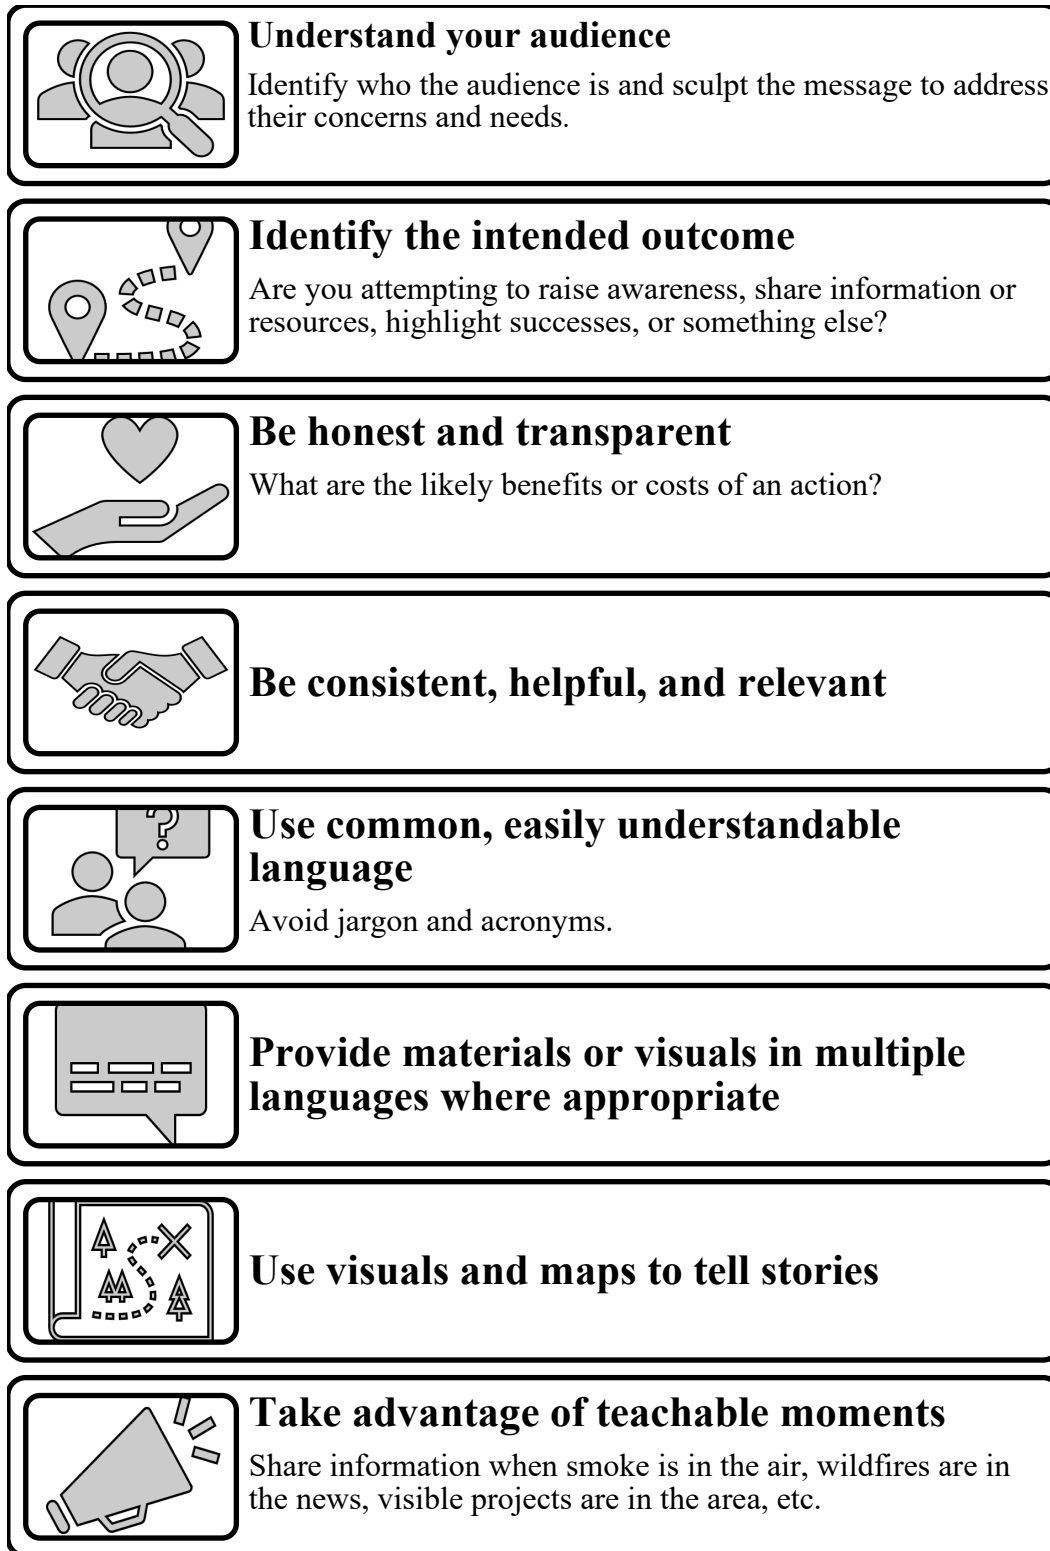 Understand your audience
Identify who the audience is and sculpt the message to address
their concerns and needs.
Identify the intended outcome
Are you attempting to raise awareness, share information or
resources, highlight successes, or something else?
Be honest and transparent
What are the likely benefits or costs of an action?
Be consistent, helpful, and relevant
?
Use common, easily understandable
language
Avoid jargon and acronyms.
Provide materials or visuals in multiple
languages where appropriate
Use visuals and maps to tell stories
Take advantage of teachable moments
Share information when smoke is in the air, wildfires are in
the news, visible projects are in the area, etc.